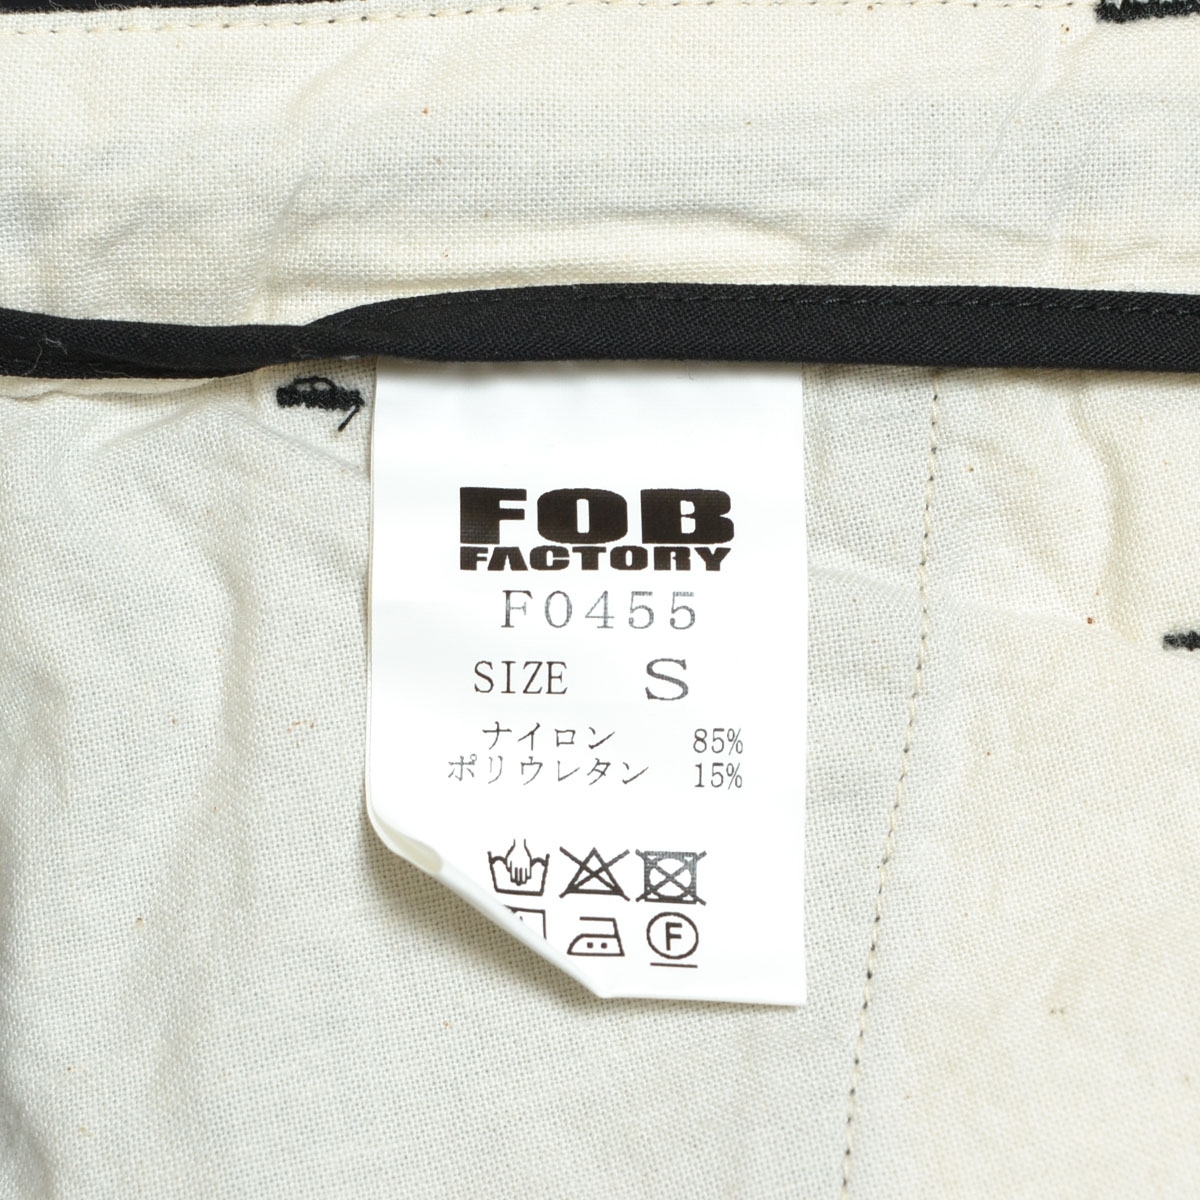 FOB
FACTORY
F0455
SIZE S
ナイロン 85%
ポリウレタン 15%
F